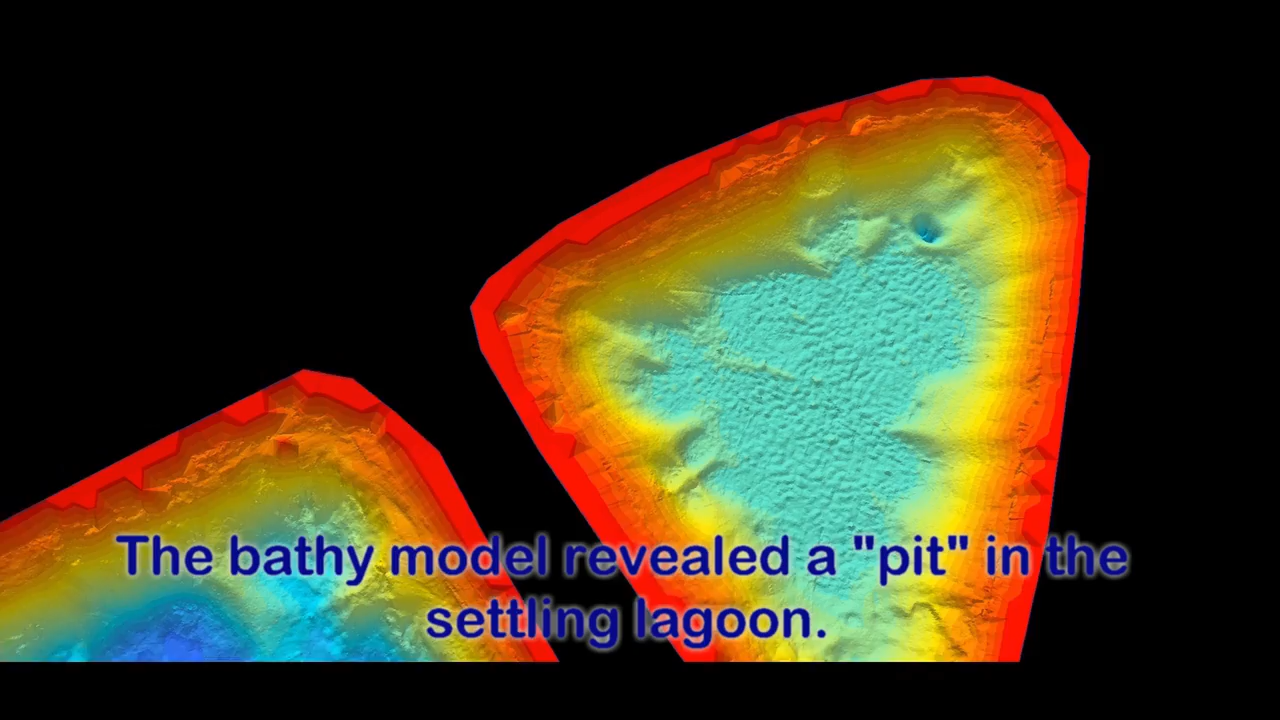 The bathy model revealed a "pit" in the
settling lagoon.